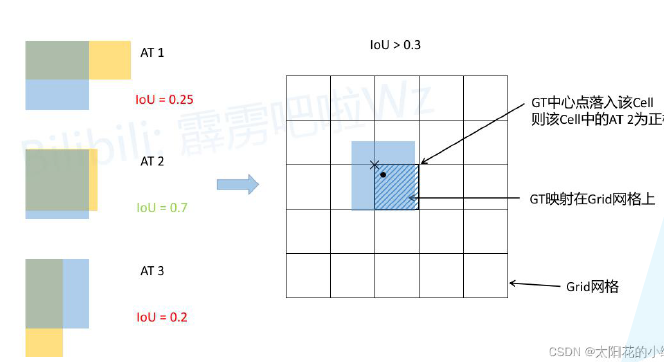 IoU > 0.3
AT 1
IoU = 0.25
GT中心点落入该Cell
则该Cell中的AT 2为正
Bilibili: 霹雳吧啦Wz
AT 2
IoU = 0.7
GT映射在Grid网格上
AT 3
IoU = 0.2
Grid网格
CSDN @太阳花的小